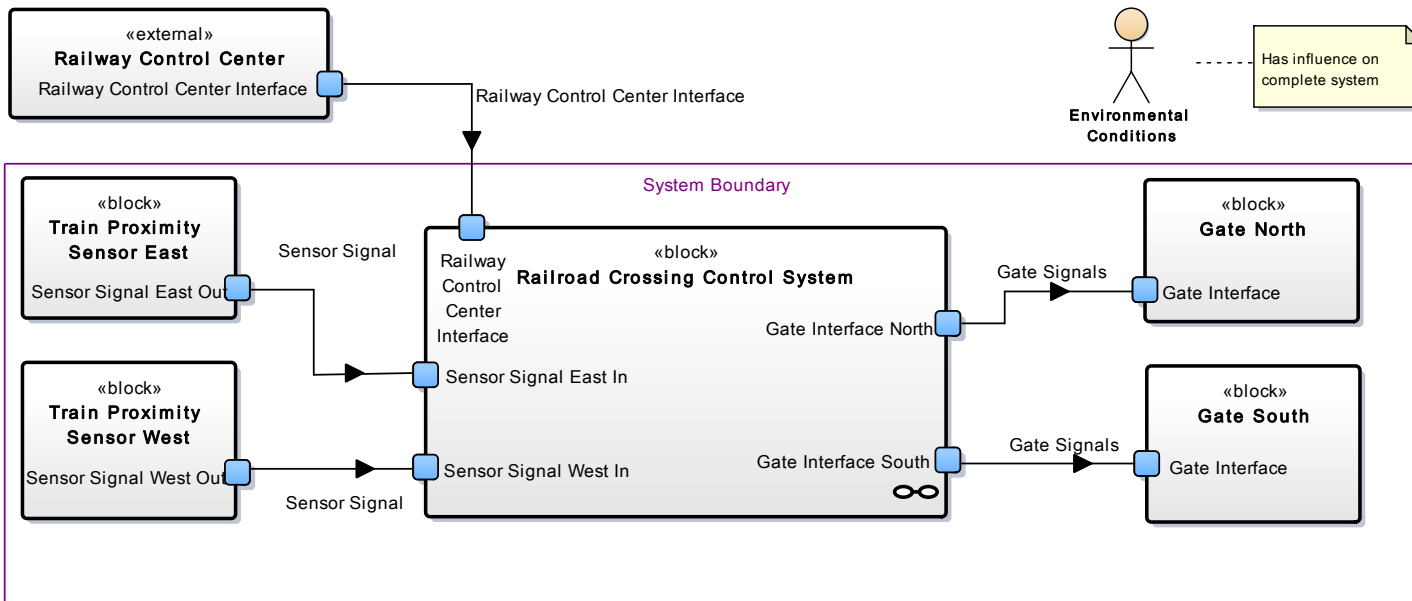 «external»
Railway Control Center
Railway Control Center Interface
Railway Control Center Interface
Environmental
Conditions
Has influence on
complete system
System Boundary
«block»
Train Proximity
Sensor East
Sensor Signal East Out
Sensor Signal
«block»
Train Proximity
Sensor West
Sensor Signal West Out
Sensor Signal
«block»
Railroad Crossing Control System
Railway
Control
Center
Interface
Sensor Signal East In
Sensor Signal West In
Gate Interface North
Gate Interface South
Gate Signals
«block»
Gate North
Gate Interface
Gate Signals
«block»
Gate South
Gate Interface